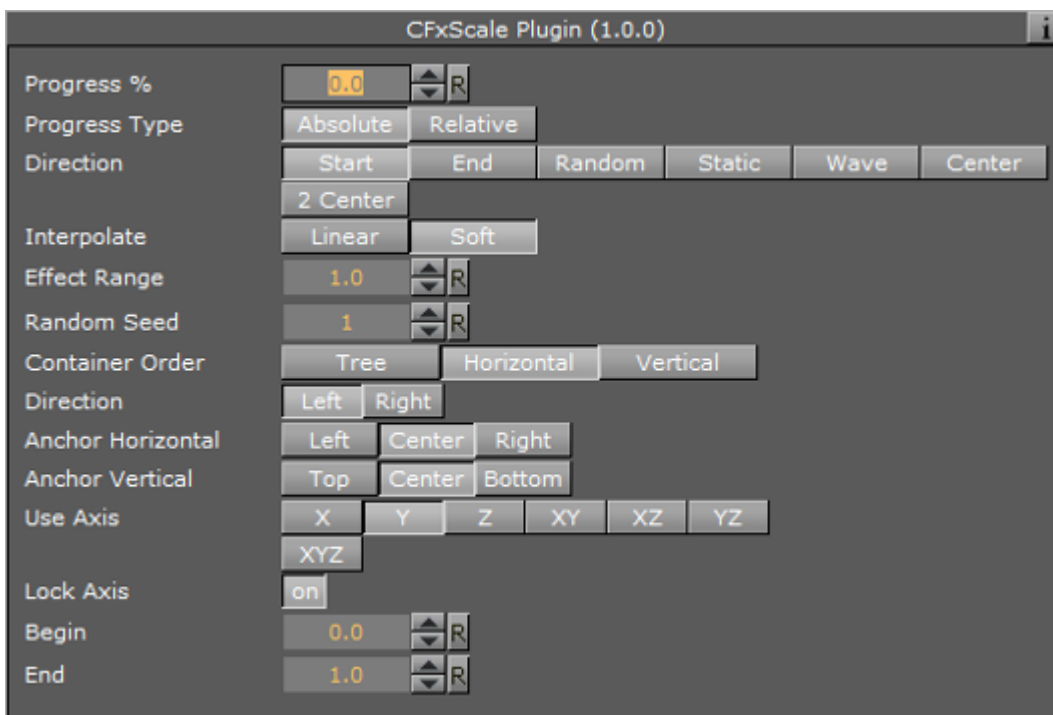 CFxScale Plugin (1.0.0) i
Progress % 0.0 R
Progress Type Absolute Relative
Direction Start End Random Static Wave Center
2 Center
Interpolate Linear Soft
Effect Range 1.0 R
Random Seed 1 R
Container Order Tree Horizontal Vertical
Direction Left Right
Anchor Horizontal Left Center Right
Anchor Vertical Top Center Bottom
Use Axis X Y Z XY XZ YZ
XYZ
Lock Axis on
Begin 0.0 R
End 1.0 R